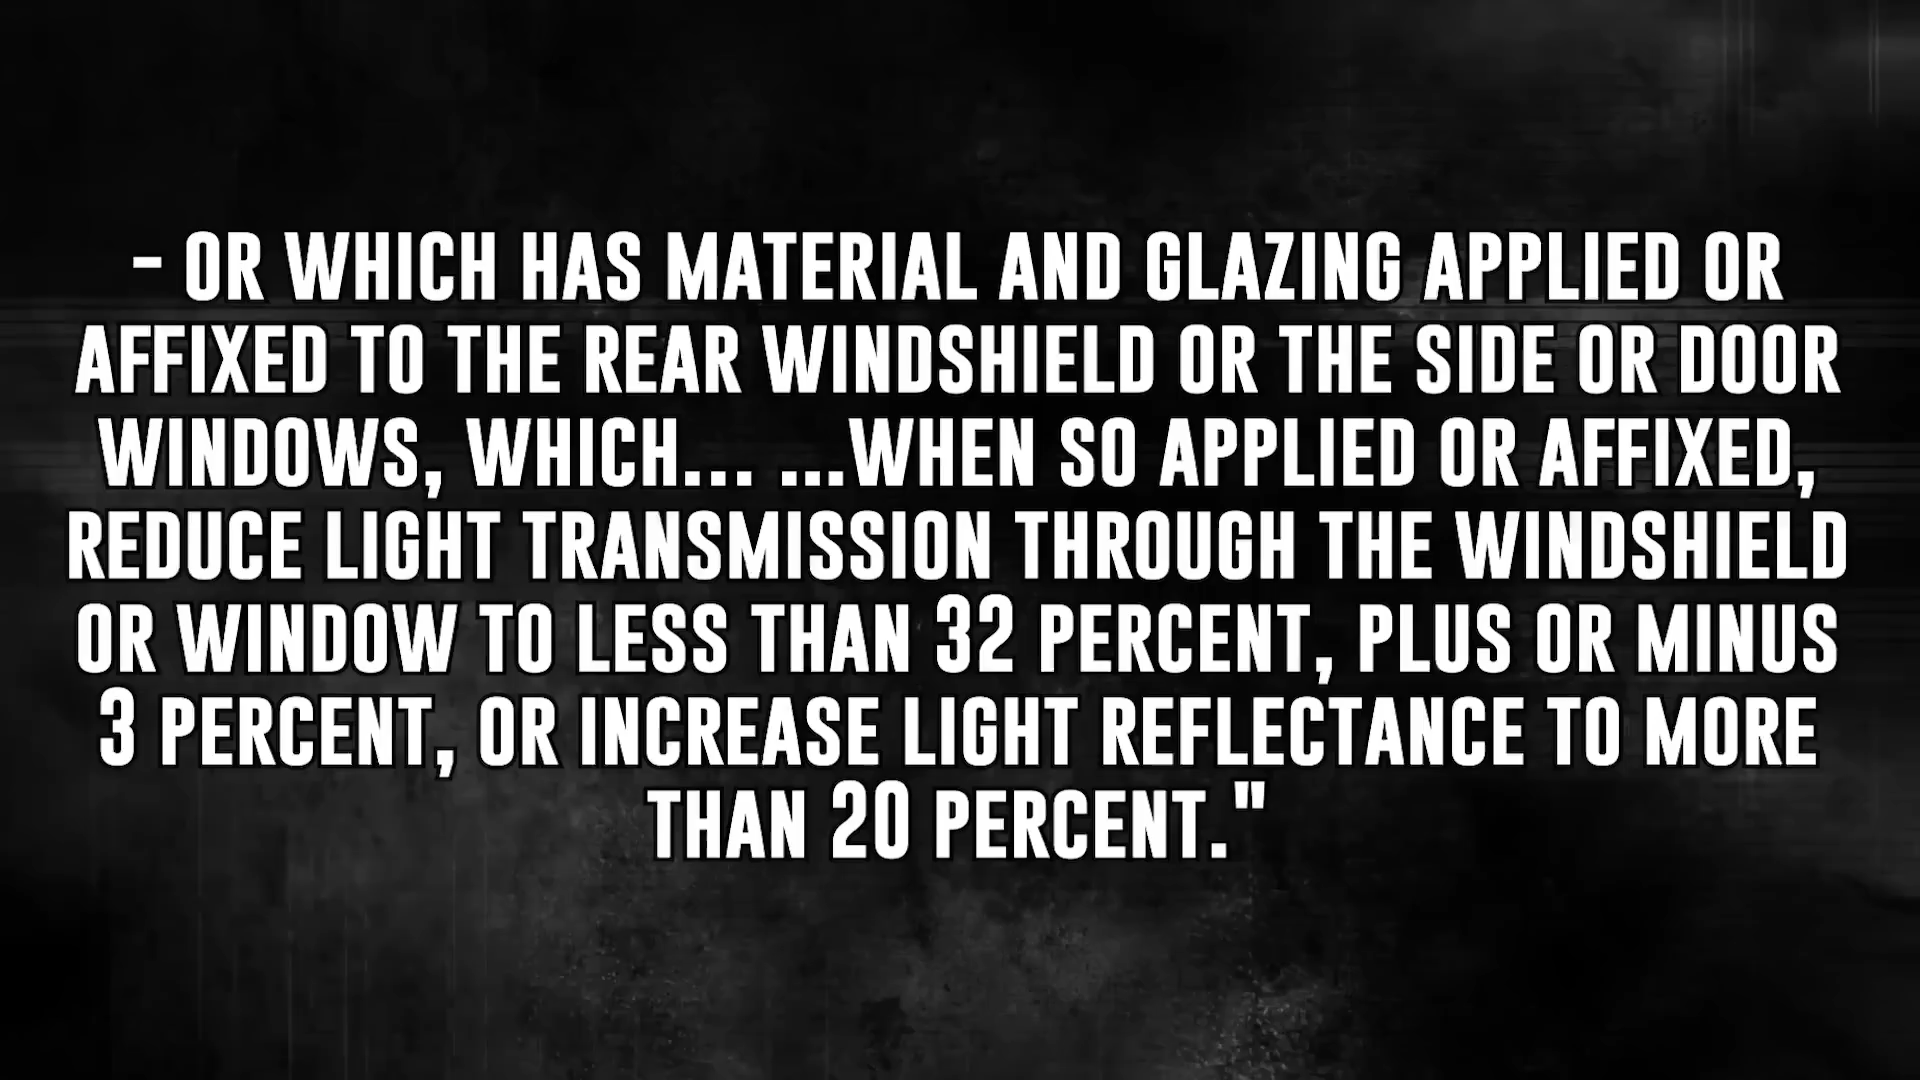 - OR WHICH HAS MATERIAL AND GLAZING APPLIED OR
AFFIXED TO THE REAR WINDSHIELD OR THE SIDE OR DOOR
WINDOWS, WHICH... ...WHEN SO APPLIED OR AFFIXED,
REDUCE LIGHT TRANSMISSION THROUGH THE WINDSHIELD
OR WINDOW TO LESS THAN 32 PERCENT, PLUS OR MINUS
3 PERCENT, OR INCREASE LIGHT REFLECTANCE TO MORE
THAN 20 PERCENT."